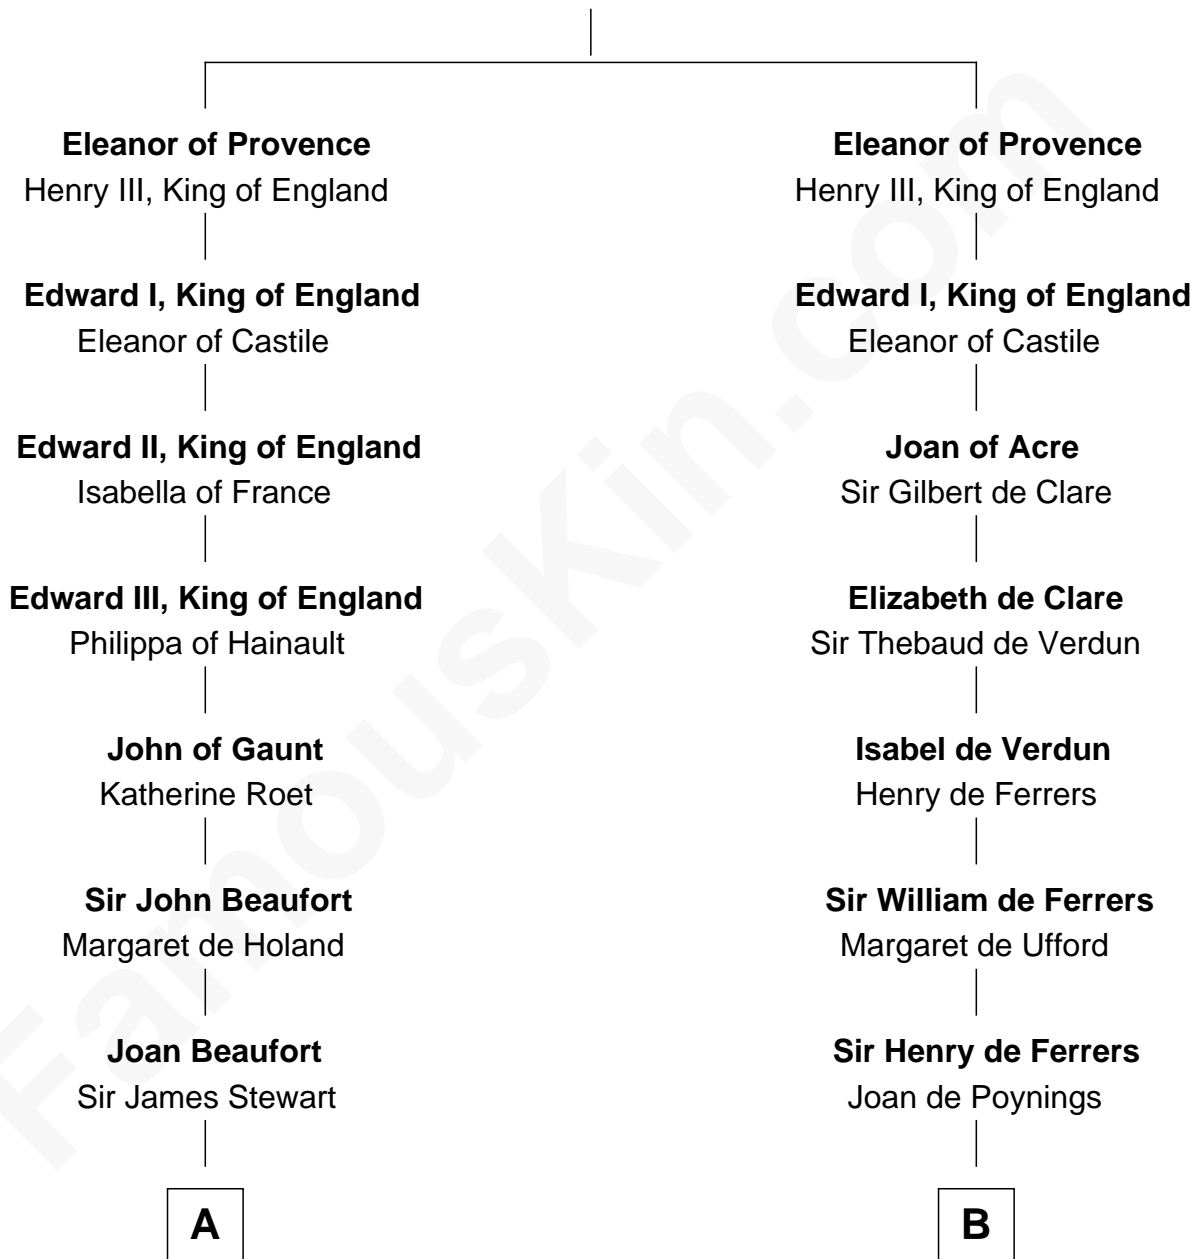 Eleanor of Provence
Henry III, King of England
Edward I, King of England
Eleanor of Castile
Edward II, King of England
Isabella of France
Edward III, King of England
Philippa of Hainault
John of Gaunt
Katherine Roet
Sir John Beaufort
Margaret de Holand
Joan Beaufort
Sir James Stewart
A
Eleanor of Provence
Henry III, King of England
Edward I, King of England
Eleanor of Castile
Joan of Acre
Sir Gilbert de Clare
Elizabeth de Clare
Sir Thebaud de Verdun
Isabel de Verdun
Henry de Ferrers
Sir William de Ferrers
Margaret de Ufford
Sir Henry de Ferrers
Joan de Poynings
B
FamousKin.com